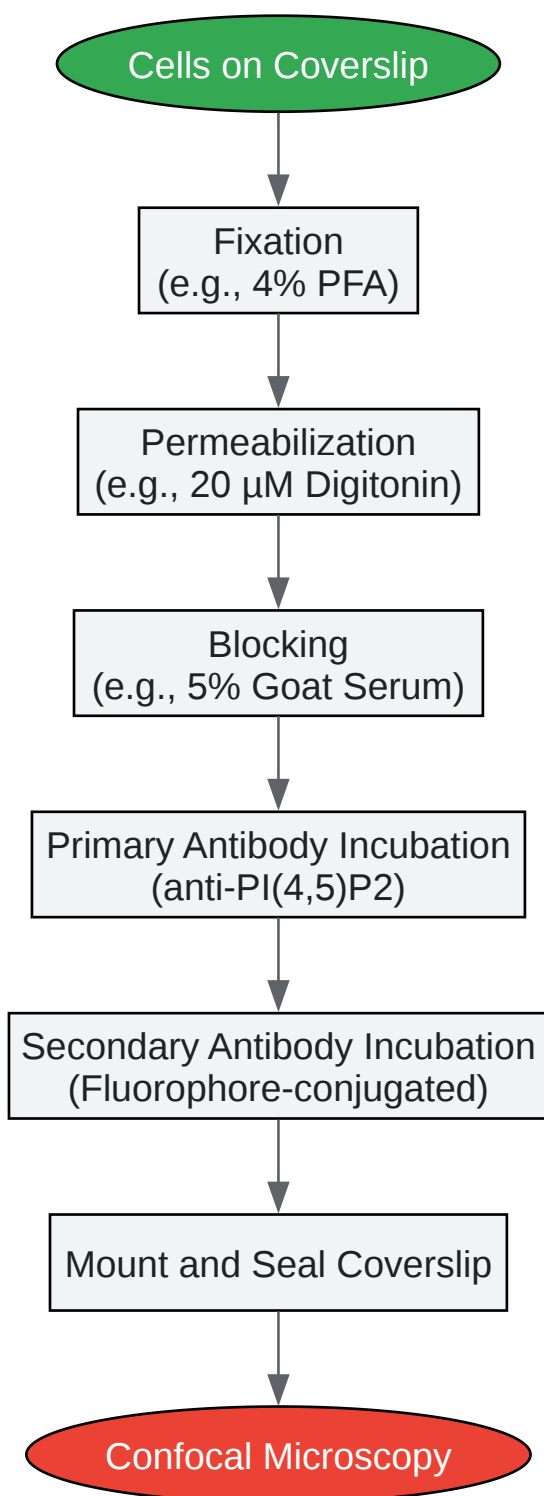 Cells on Coverslip
Fixation
(e.g., 4% PFA)
Permeabilization
(e.g., 20 µM Digitonin)
Blocking
(e.g., 5% Goat Serum)
Primary Antibody Incubation
(anti-PI(4,5)P2)
Secondary Antibody Incubation
(Fluorophore-conjugated)
Mount and Seal Coverslip
Confocal Microscopy